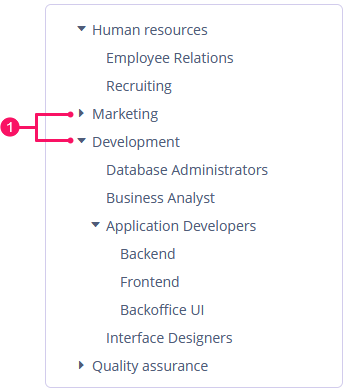 Human resources
Employee Relations
Recruiting
1
Marketing
Development
Database Administrators
Business Analyst
Application Developers
Backend
Frontend
Backoffice UI
Interface Designers
Quality assurance